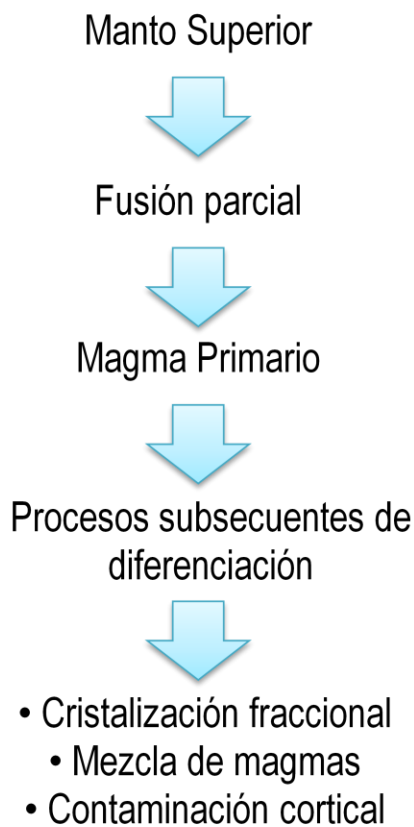 Manto Superior
Fusión parcial
Magma Primario
Procesos subsecuentes de
diferenciación
• Cristalización fraccional
• Mezcla de magmas
• Contaminación cortical